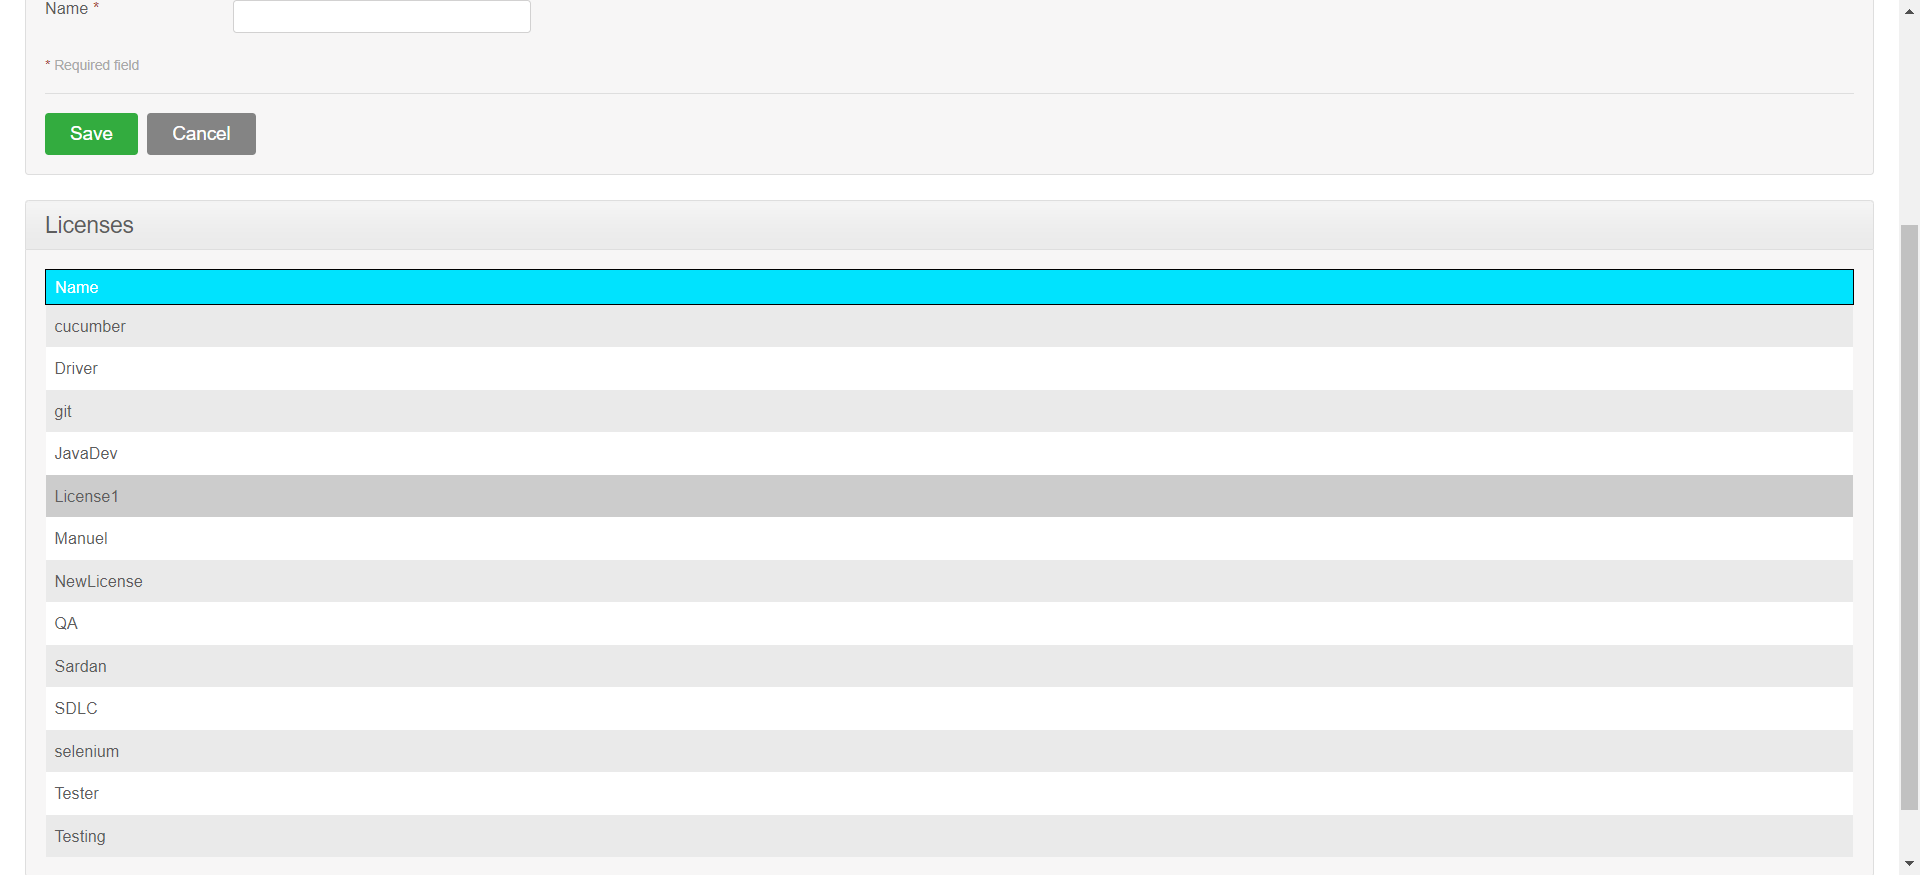 Name *
* Required field
Save Cancel
Licenses
Name
cucumber
Driver
git
JavaDev
License1
Manuel
NewLicense
QA
Sardan
SDLC
selenium
Tester
Testing